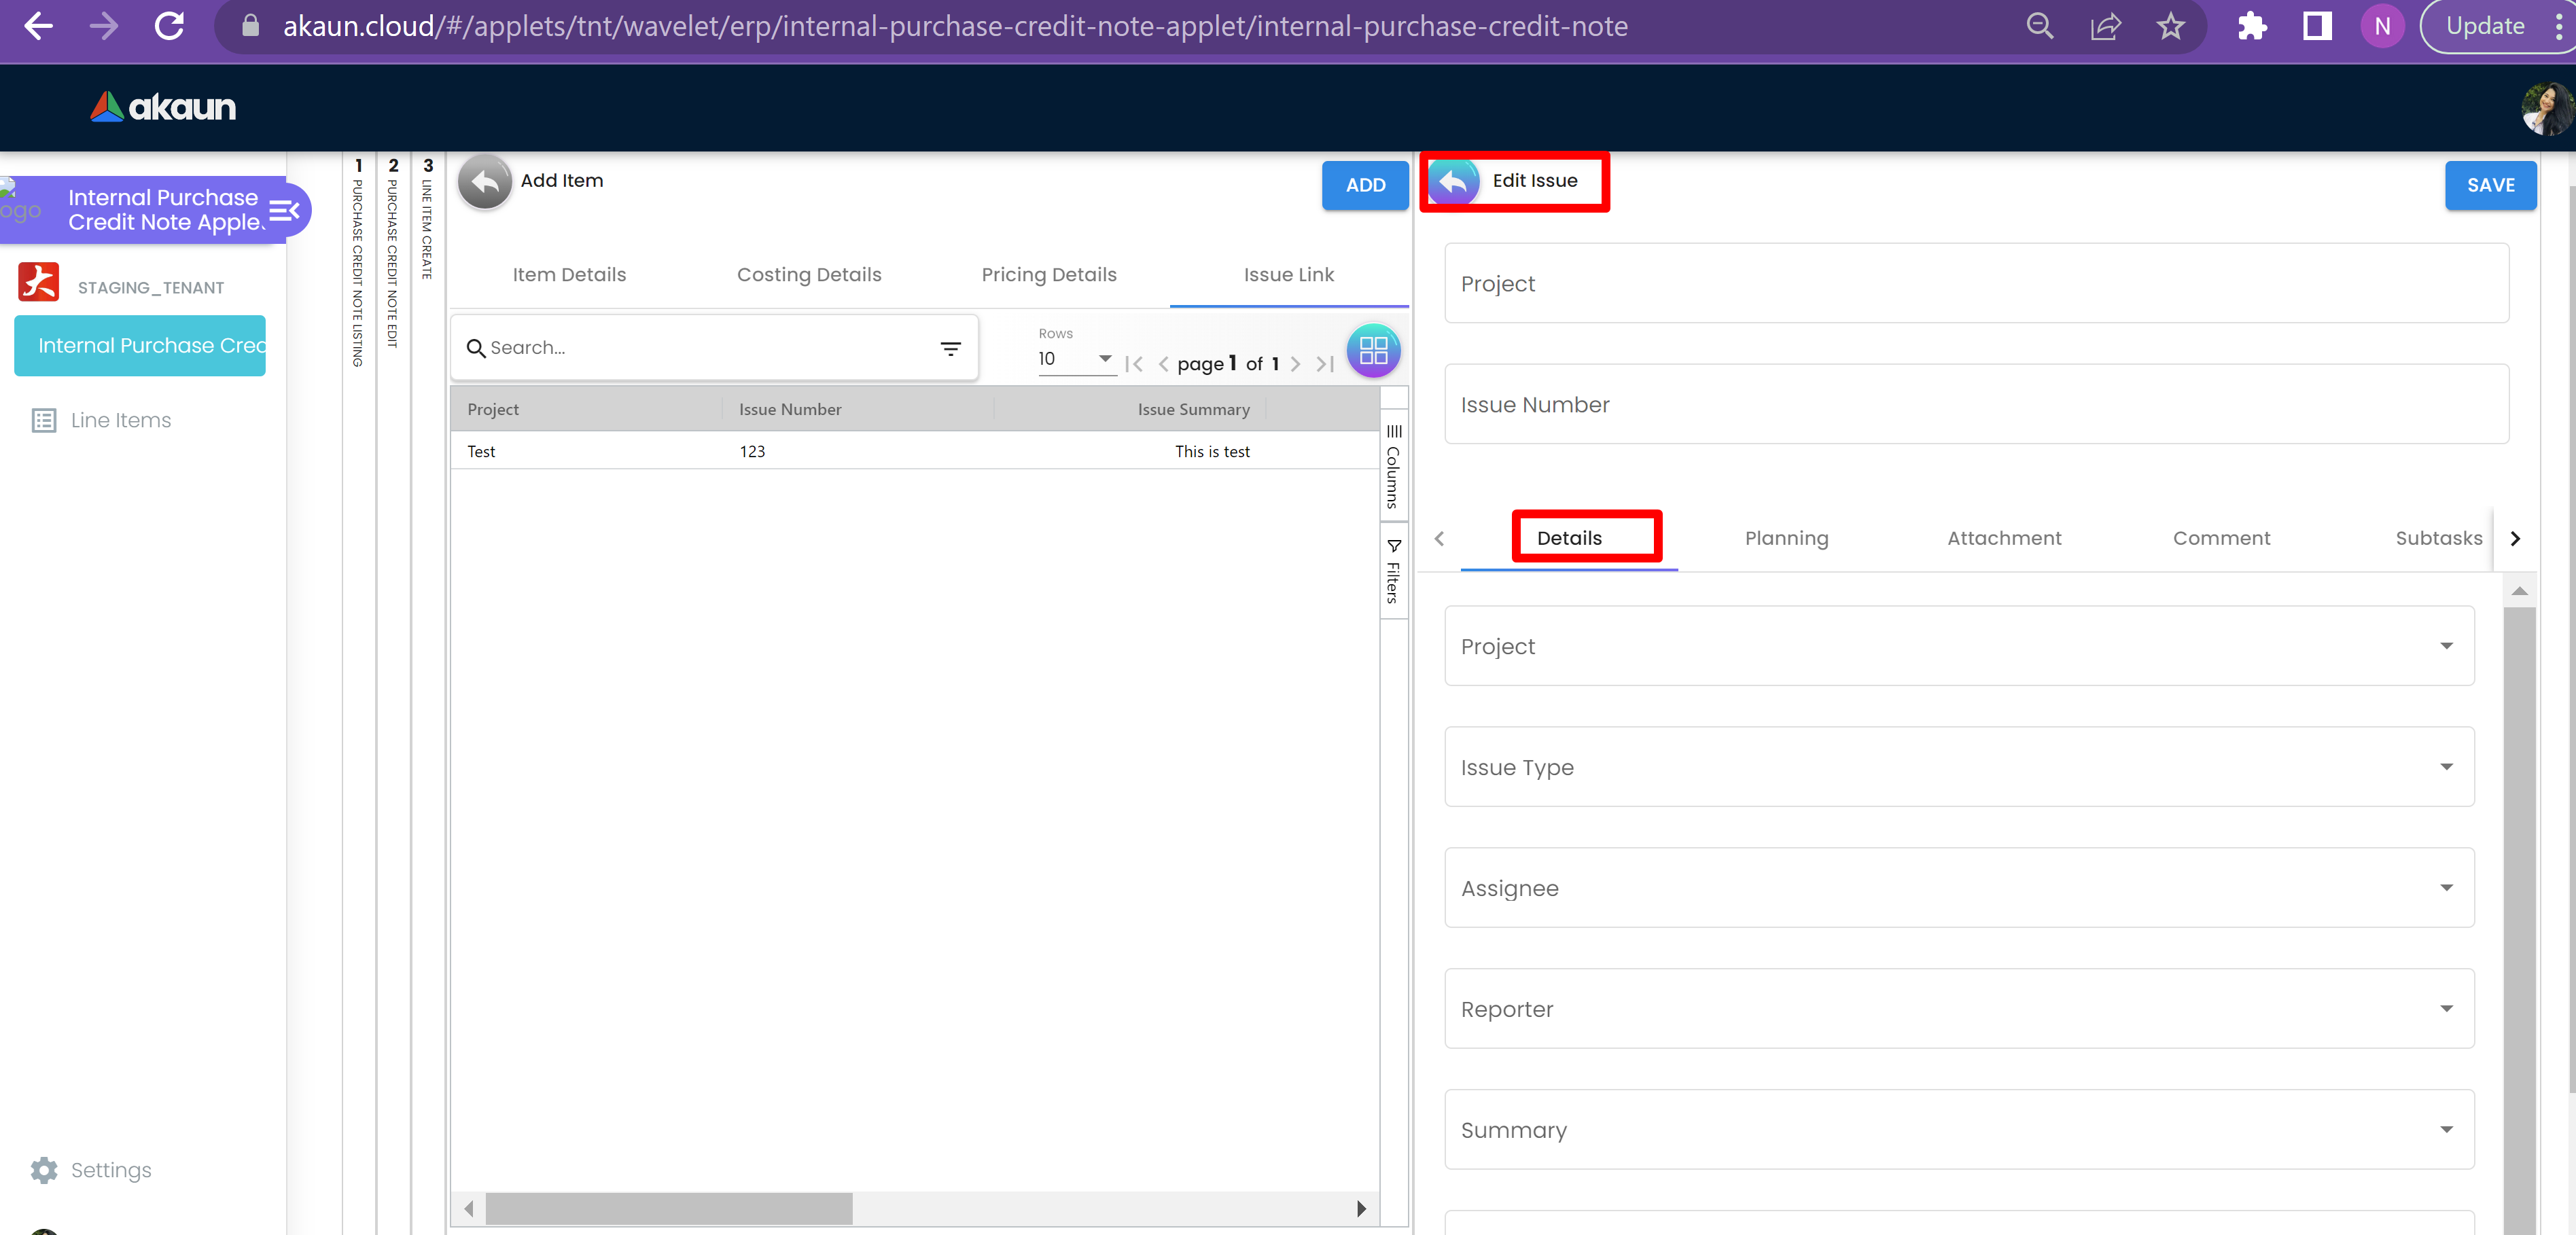 akaun.cloud/#/applets/tnt/wavelet/erp/internal-purchase-credit-note-applet/internal-purchase-credit-note
N
Update
akaun
Internal Purchase
Credit Note Apple
STAGING_TENANT
Internal Purchase Crec
Line Items
Settings
1 PURCHASE CREDIT NOTE LISTING
2 PURCHASE CREDIT NOTE EDIT
3 LINE ITEM CREATE
Add Item
ADD
Item Details
Costing Details
Pricing Details
Issue Link
Search...
Rows
10
page 1 of 1
Project
Issue Number
Issue Summary
Test
123
This is test
Columns
Filters
Edit Issue
SAVE
Project
Issue Number
Details
Planning
Attachment
Comment
Subtasks
Project
Issue Type
Assignee
Reporter
Summary